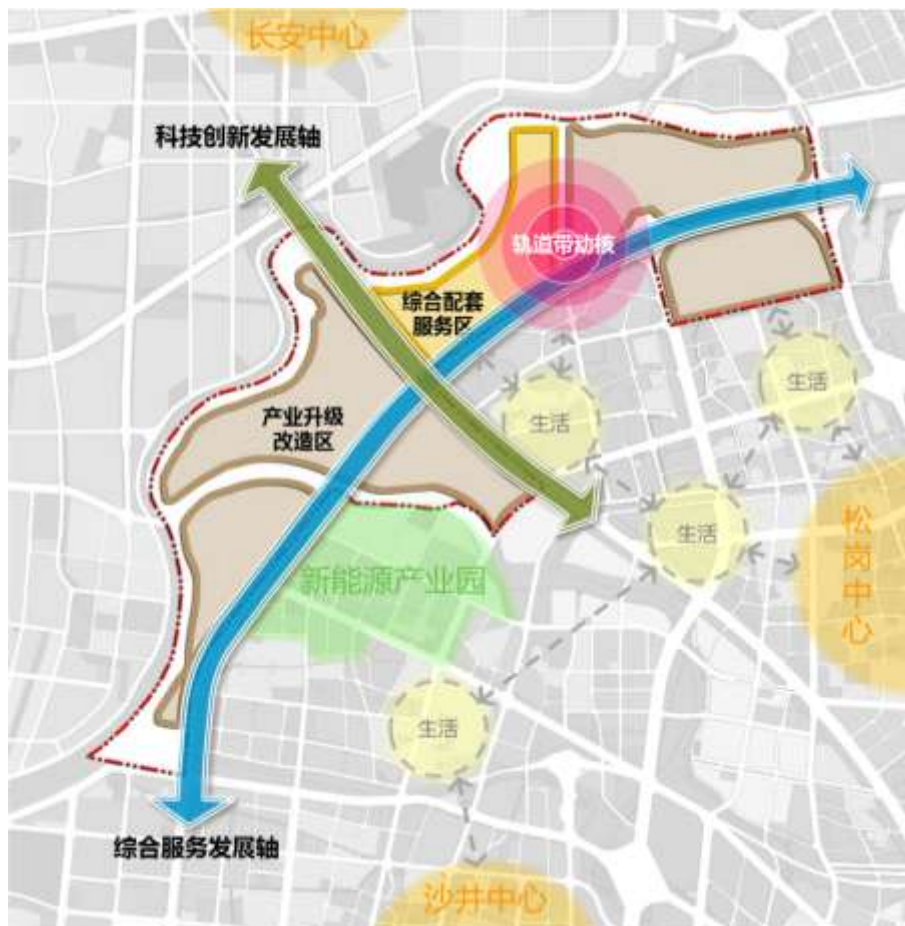 长安中心
科技创新发展轴
轨道带动核
综合配套
服务区
生活
产业升级
改造区
生活
生活
松岗中心
新能源产业园
生活
综合服务发展轴
沙井中心